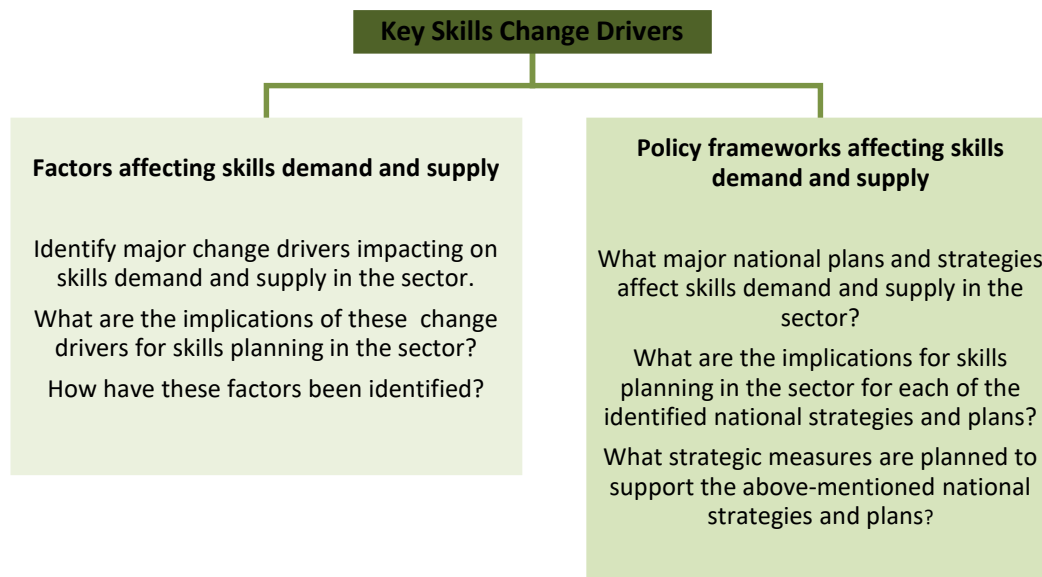 Key Skills Change Drivers
Factors affecting skills demand and supply
Identify major change drivers impacting on
skills demand and supply in the sector.
What are the implications of these change
drivers for skills planning in the sector?
How have these factors been identified?
Policy frameworks affecting skills
demand and supply
What major national plans and strategies
affect skills demand and supply in the
sector?
What are the implications for skills
planning in the sector for each of the
identified national strategies and plans?
What strategic measures are planned to
support the above-mentioned national
strategies and plans?